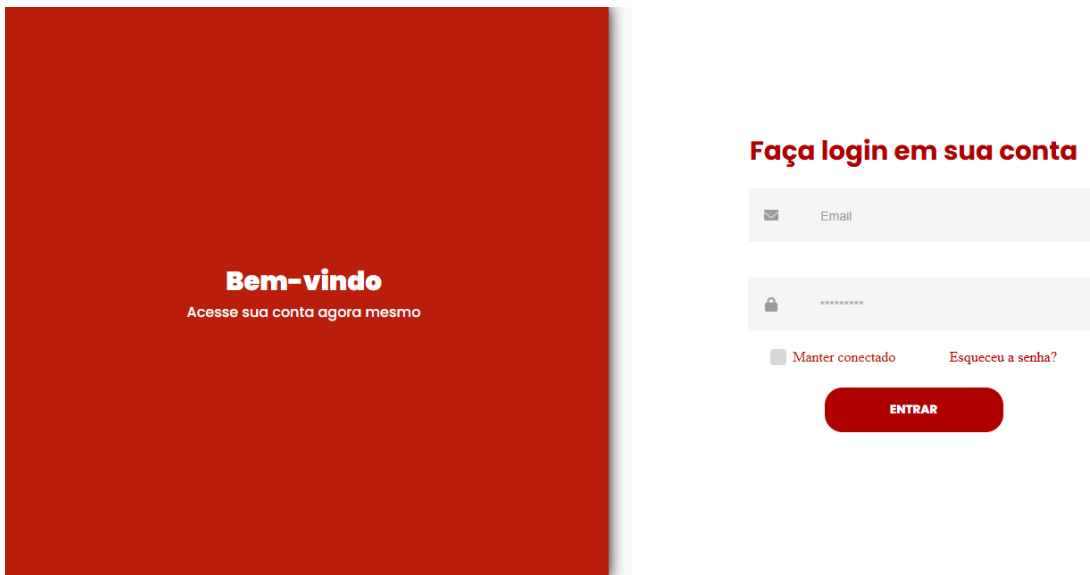 Bem-vindo
Acesse sua conta agora mesmo
Faça login em sua conta
Email
*********
Manter conectado
Esqueceu a senha?
ENTRAR